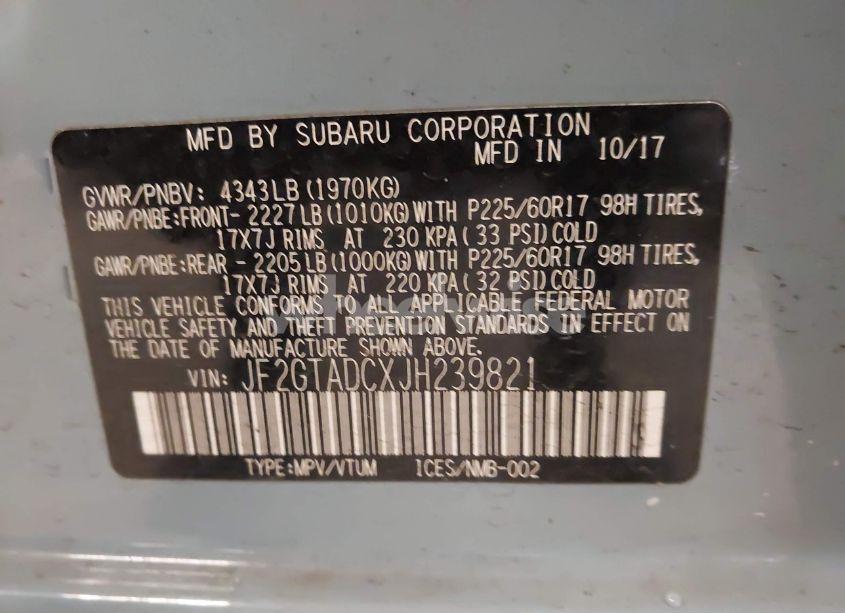 MFD BY SUBARU CORPORATION
MFD IN 10/17
GVWR/PNBV: 4343LB (1970KG)
GAWR/PNBE:FRONT- 2227LB(1010KG)WITH P225/60R17 98H TIRES,
17X7J RIMS AT 230 KPA( 33 PSI)COLD
GAWR/PNBE:REAR - 2205LB(1000KG)WITH P225/60R17 98H TIRES,
17X7J RIMS AT 220 KPA( 32 PSI)COLD
THIS VEHICLE CONFORMS TO ALL APPLICABLE FEDERAL MOTOR
VEHICLE SAFETY AND THEFT PREVENTION STANDARDS IN EFFECT ON
THE DATE OF MANUFACTURE SHOWN ABOVE.
VIN: JF2GTADCXJH239821
TYPE:MPV/VTUM ICES/NMB-002